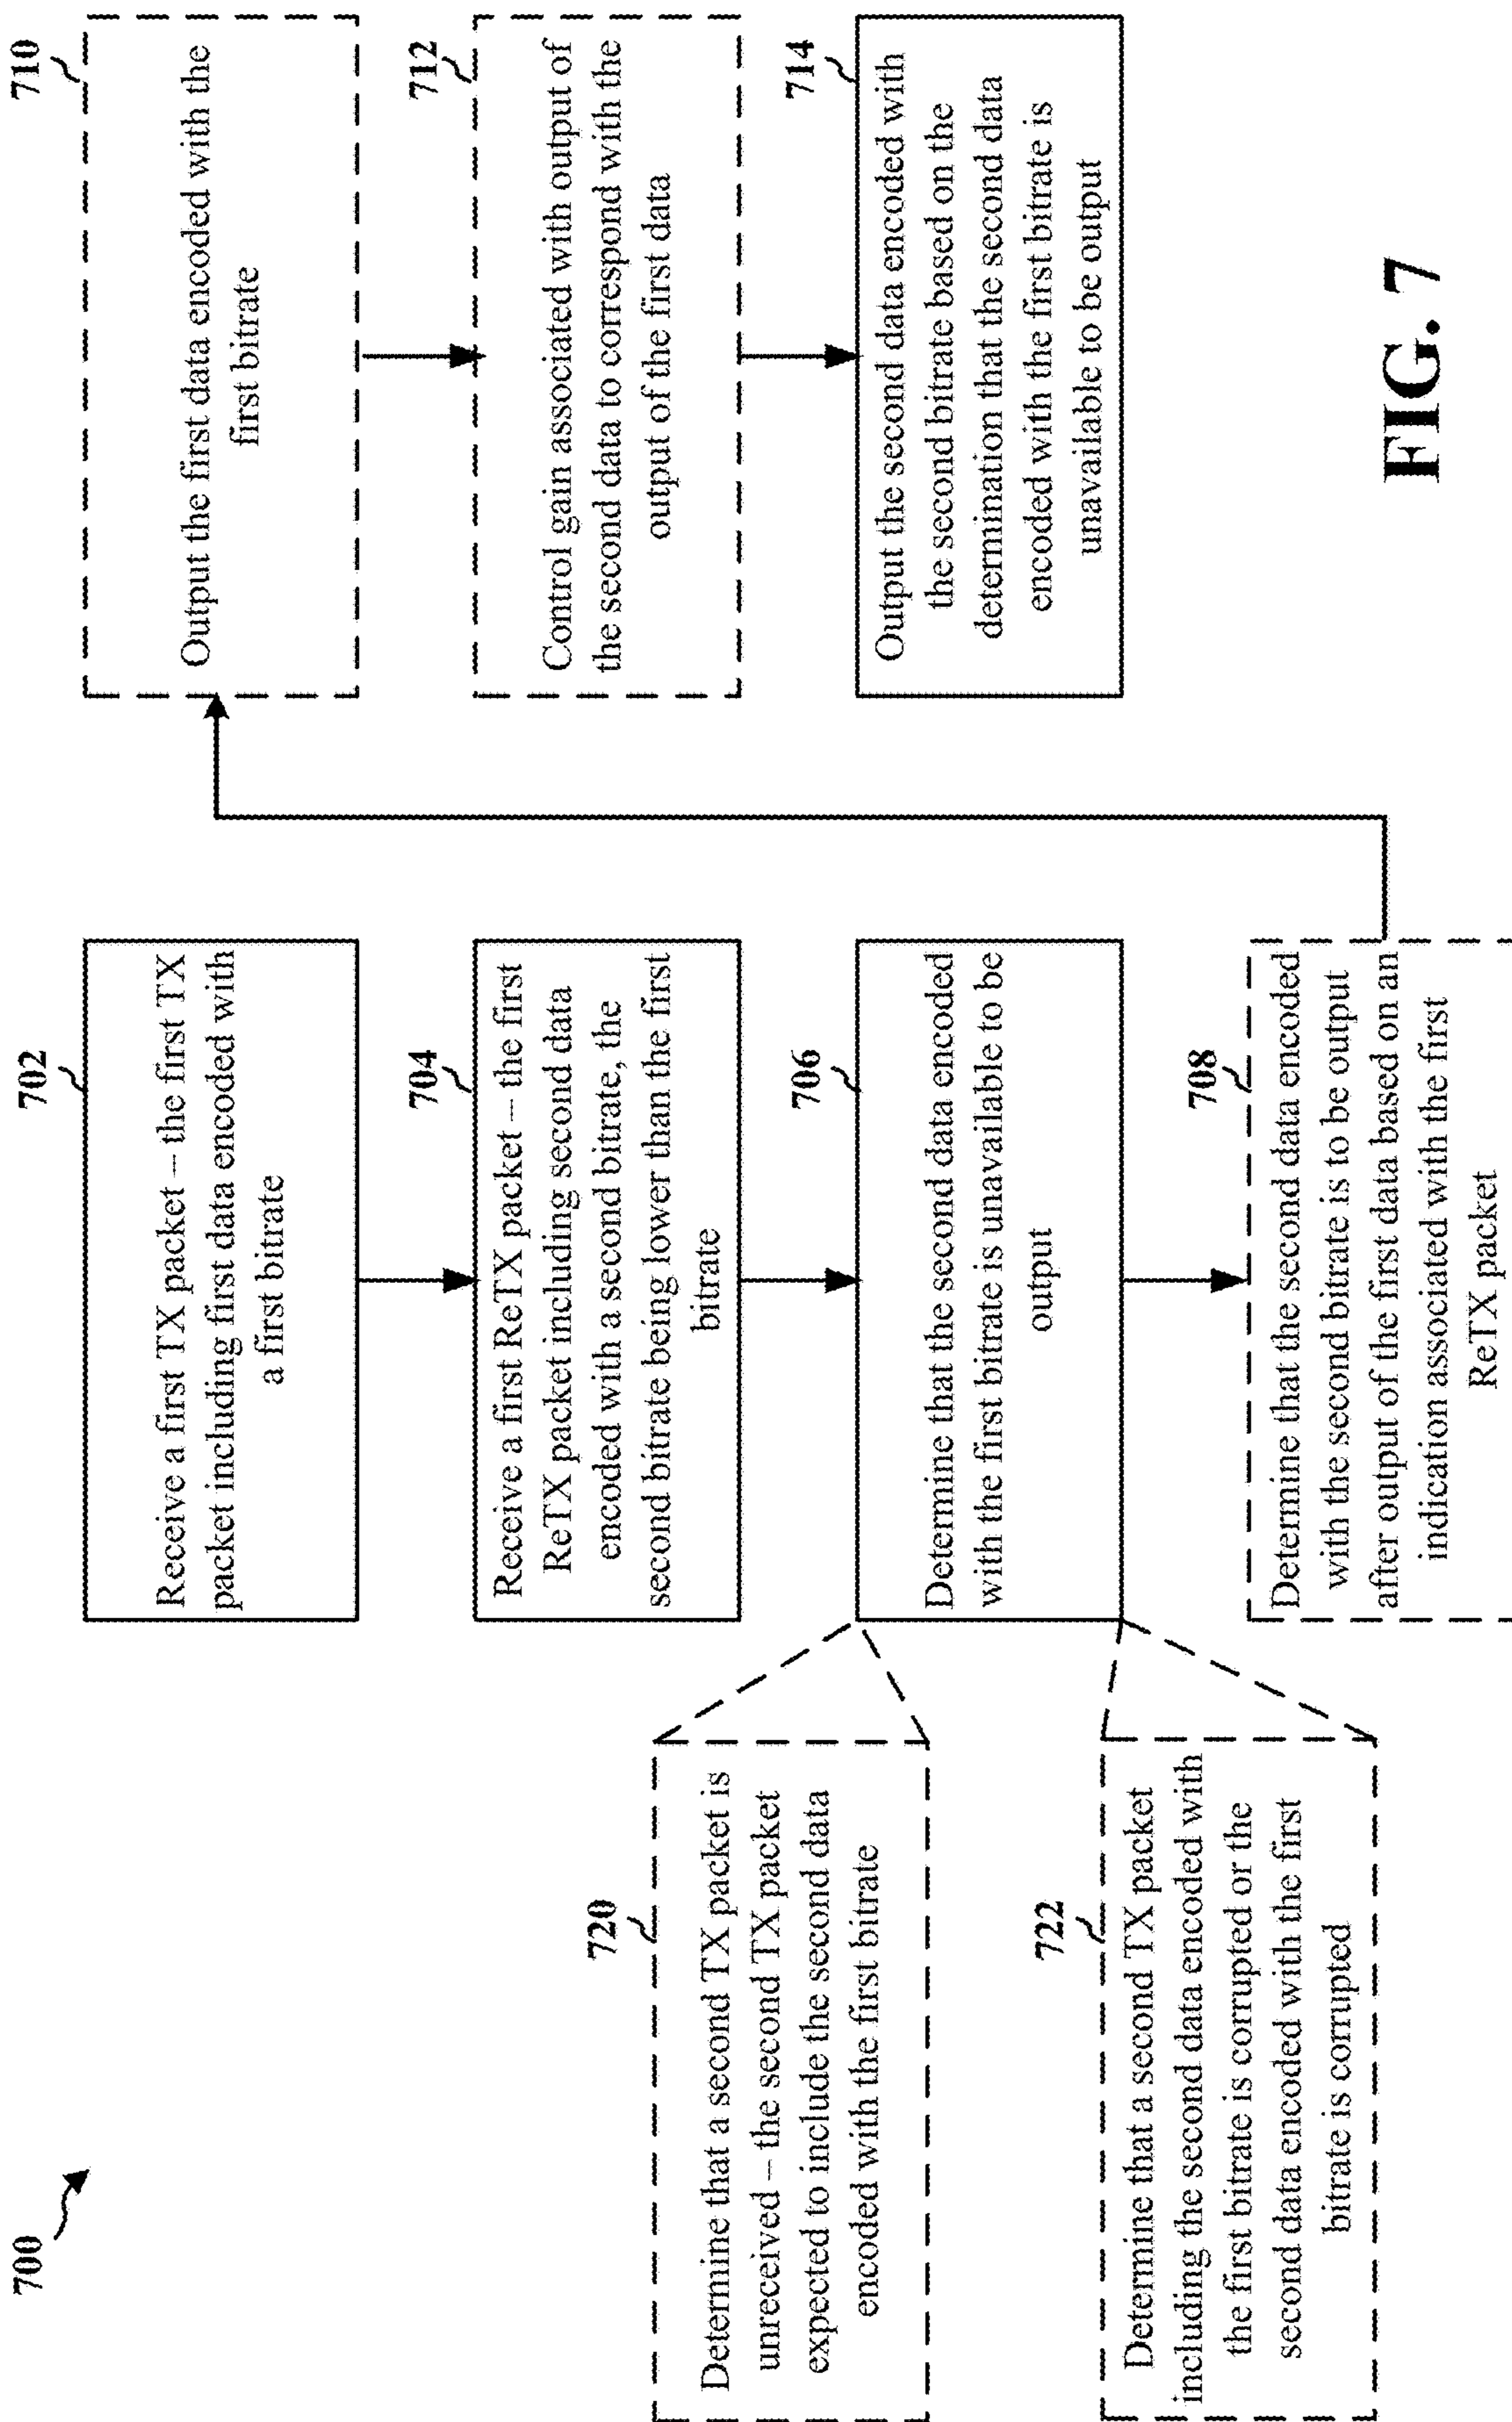 700
702
Receive a first TX packet – the first TX
packet including first data encoded with
a first bitrate
704
Receive a first ReTX packet – the first
ReTX packet including second data
encoded with a second bitrate, the
second bitrate being lower than the first
bitrate
706
Determine that the second data encoded
with the first bitrate is unavailable to be
output
720
Determine that a second TX packet is
unreceived – the second TX packet
expected to include the second data
encoded with the first bitrate
722
Determine that a second TX packet
including the second data encoded with
the first bitrate is corrupted or the
second data encoded with the first
bitrate is corrupted
708
Determine that the second data encoded
with the second bitrate is to be output
after output of the first data based on an
indication associated with the first
ReTX packet
710
Output the first data encoded with the
first bitrate
712
Control gain associated with output of
the second data to correspond with the
output of the first data
714
Output the second data encoded with
the second bitrate based on the
determination that the second data
encoded with the first bitrate is
unavailable to be output
FIG. 7